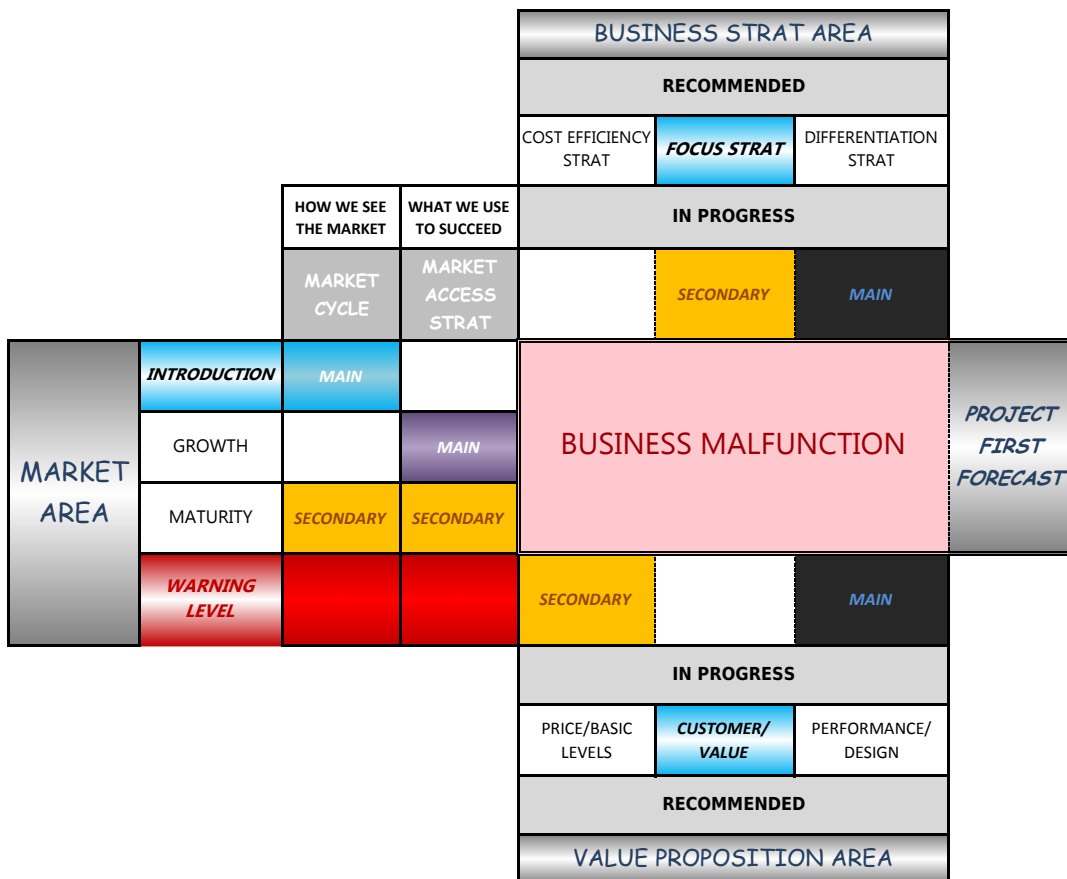 BUSINESS STRAT AREA
RECOMMENDED
COST EFFICIENCY
STRAT
FOCUS STRAT
DIFFERENTIATION
STRAT
HOW WE SEE
THE MARKET
WHAT WE USE
TO SUCCEED
IN PROGRESS
MARKET
CYCLE
MARKET
ACCESS
STRAT
SECONDARY
MAIN
MARKET
AREA
INTRODUCTION
MAIN
GROWTH
MAIN
MATURITY
SECONDARY
SECONDARY
BUSINESS MALFUNCTION
PROJECT
FIRST
FORECAST
WARNING
LEVEL
SECONDARY
MAIN
IN PROGRESS
PRICE/BASIC
LEVELS
CUSTOMER/
VALUE
PERFORMANCE/
DESIGN
RECOMMENDED
VALUE PROPOSITION AREA